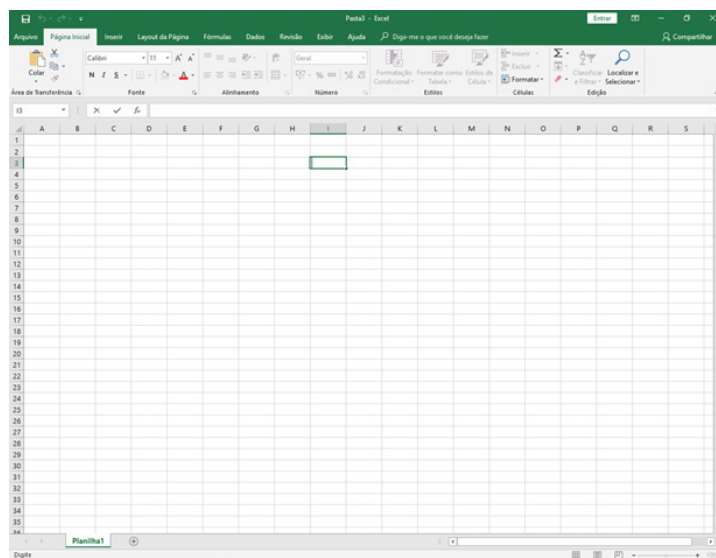 Pasta3 - Excel
Entrar
Arquivo Página Inicial Inserir Layout da Página Fórmulas Dados Revisão Exibir Ajuda Diga-me o que você deseja fazer Compartilhar
Colar
Calibri 11
N I S
A A A
Geral
% 000
Formatação Condicional
Formatar como Tabela
Estilos de Célula
Inserir
Excluir
Formatar
Classificar e Filtrar
Localizar e Selecionar
Área de Transferência Fonte Alinhamento Número Estilos Células Edição
I3 fx
A B C D E F G H I J K L M N O P Q R S
1
2
3
4
5
6
7
8
9
10
11
12
13
14
15
16
17
18
19
20
21
22
23
24
25
26
27
28
29
30
31
32
33
34
35
36
Planilha1
Digite